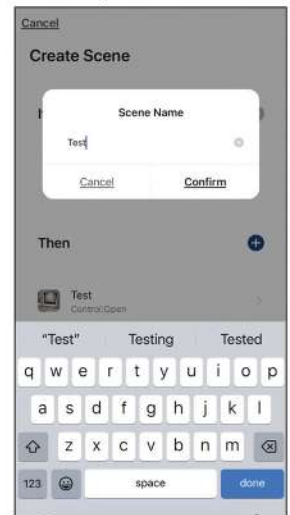 Cancel
Create Scene
Scene Name
Test
Cancel Confirm
Then
Test
Control:Open
"Test" Testing Tested
q w e r t y u i o p
a s d f g h j k l
z x c v b n m
123 space done